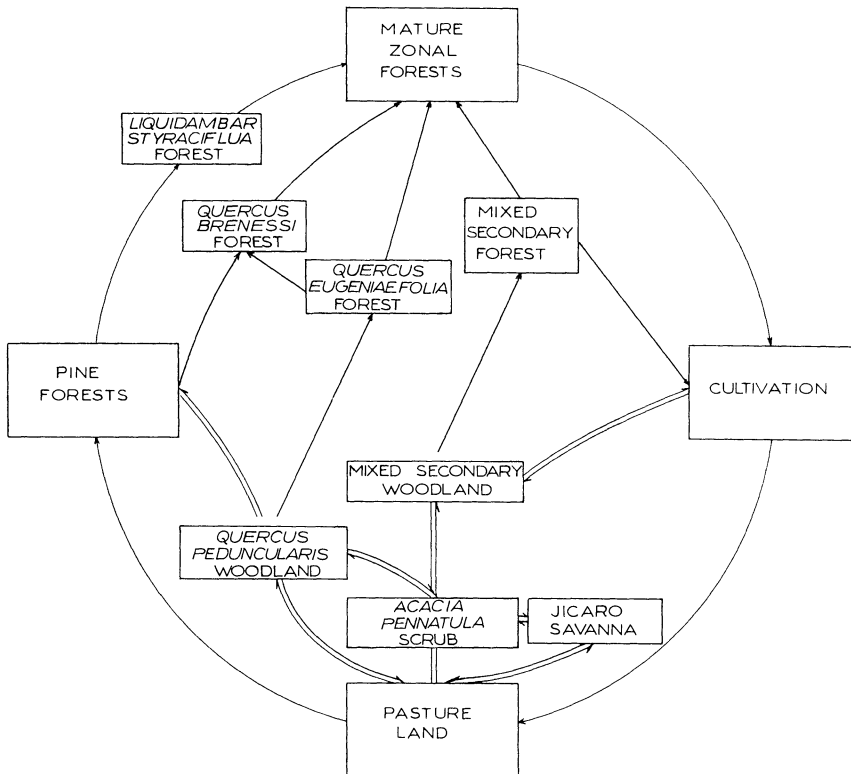 MATURE
ZONAL
FORESTS
LIQUIDAMBAR
STYRACIFLUA
FOREST
QUERCUS
BRENESSI
FOREST
MIXED
SECONDARY
FOREST
QUERCUS
EUGENIAEFOLIA
FOREST
PINE
FORESTS
CULTIVATION
MIXED SECONDARY
WOODLAND
QUERCUS
PEDUNCULARIS
WOODLAND
ACACIA
PENNATULA
SCRUB
JICARO
SAVANNA
PASTURE
LAND